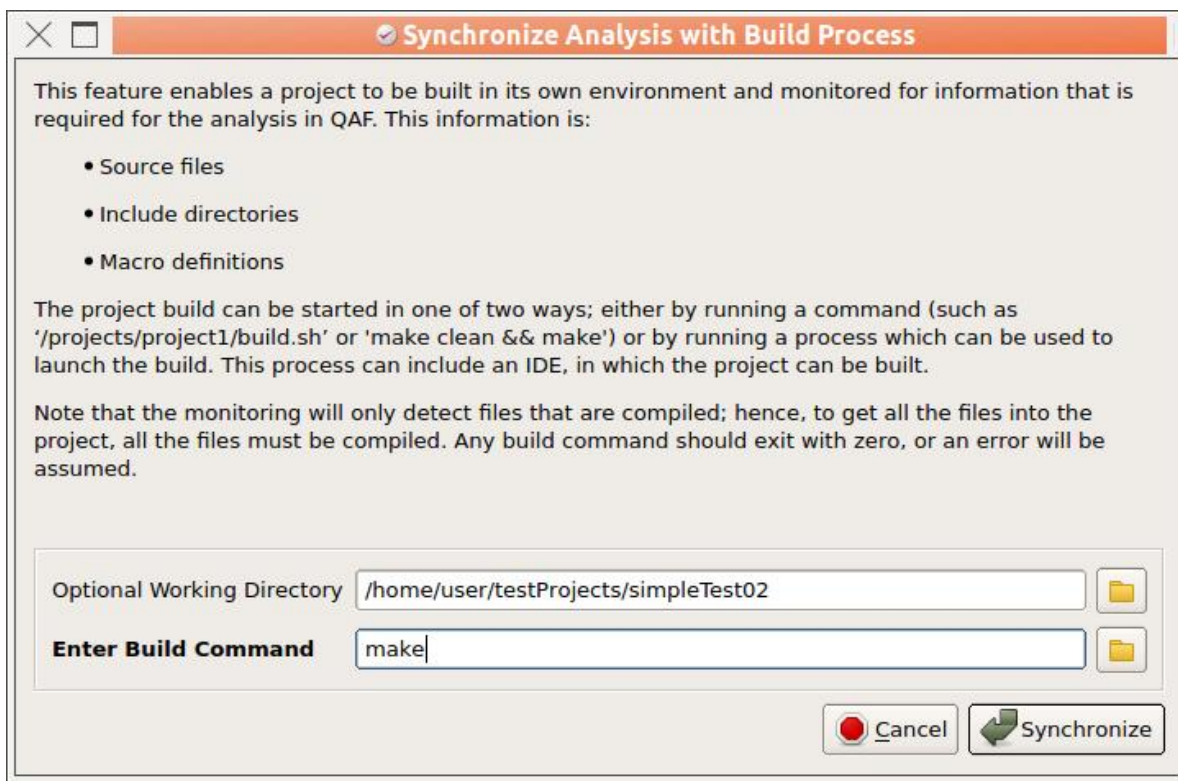 Synchronize Analysis with Build Process
This feature enables a project to be built in its own environment and monitored for information that is
required for the analysis in QAF. This information is:
• Source files
• Include directories
• Macro definitions
The project build can be started in one of two ways; either by running a command (such as
‘/projects/project1/build.sh’ or 'make clean && make') or by running a process which can be used to
launch the build. This process can include an IDE, in which the project can be built.
Note that the monitoring will only detect files that are compiled; hence, to get all the files into the
project, all the files must be compiled. Any build command should exit with zero, or an error will be
assumed.
Optional Working Directory /home/user/testProjects/simpleTest02
Enter Build Command make
Cancel Synchronize